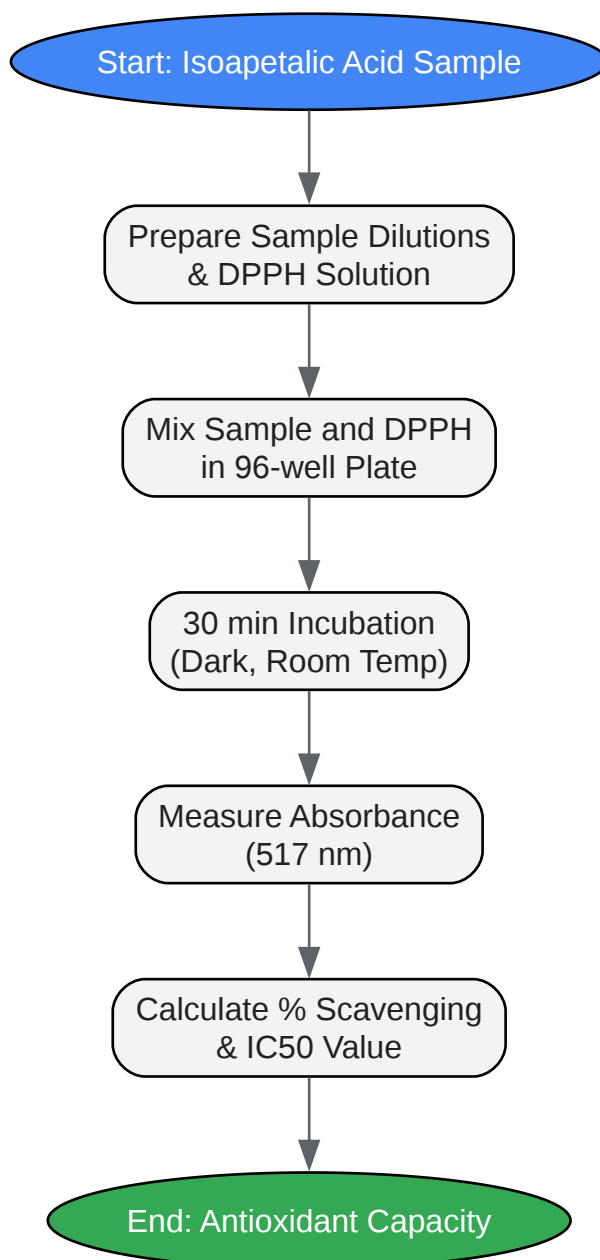 Start: Isoapetalic Acid Sample
Prepare Sample Dilutions
& DPPH Solution
Mix Sample and DPPH
in 96-well Plate
30 min Incubation
(Dark, Room Temp)
Measure Absorbance
(517 nm)
Calculate % Scavenging
& IC50 Value
End: Antioxidant Capacity